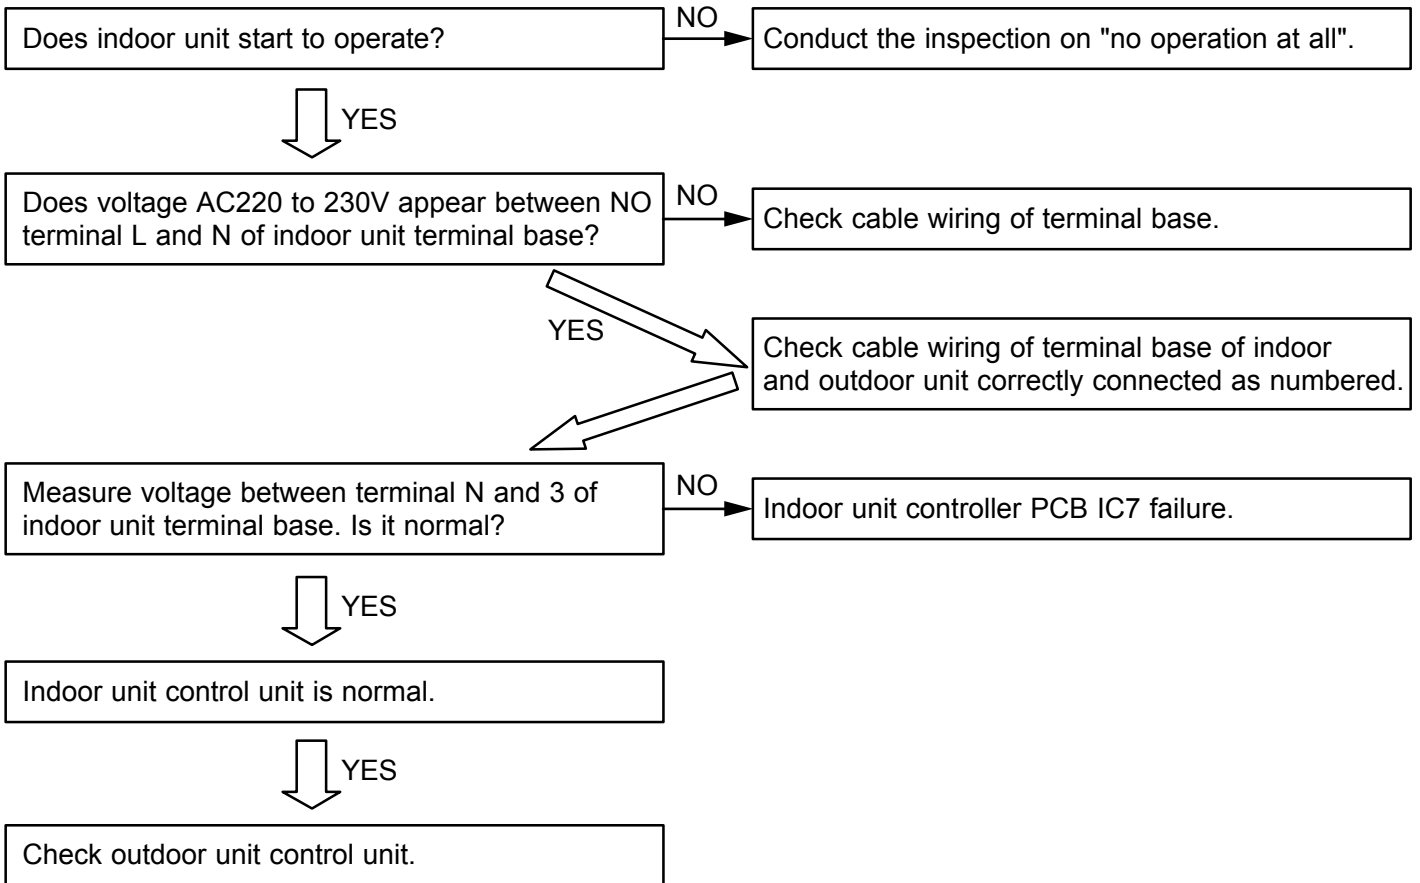 Does indoor unit start to operate?
NO
Conduct the inspection on "no operation at all".
YES
Does voltage AC220 to 230V appear between NO
terminal L and N of indoor unit terminal base?
NO
Check cable wiring of terminal base.
YES
Check cable wiring of terminal base of indoor
and outdoor unit correctly connected as numbered.
Measure voltage between terminal N and 3 of
indoor unit terminal base. Is it normal?
NO
Indoor unit controller PCB IC7 failure.
YES
Indoor unit control unit is normal.
YES
Check outdoor unit control unit.